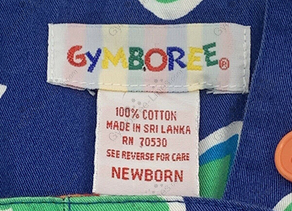 GYMBOREE®
100% COTTON
MADE IN SRI LANKA
RN 70530
SEE REVERSE FOR CARE
NEWBORN